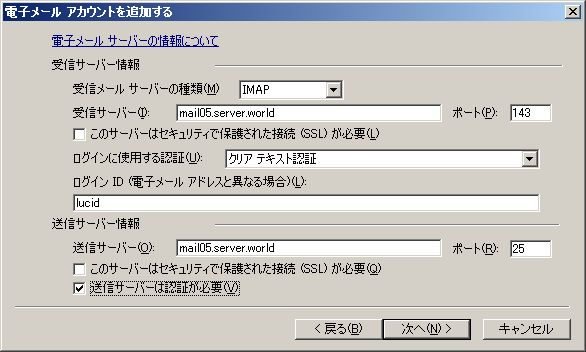 電子メール アカウントを追加する
電子メール サーバーの情報について
受信サーバー情報
受信メール サーバーの種類(M) IMAP
受信サーバー(I): mail05.server.world ポート(P): 143
このサーバーはセキュリティで保護された接続 (SSL) が必要(L)
ログインに使用する認証(U): クリア テキスト認証
ログイン ID (電子メール アドレスと異なる場合)(L):
lucid
送信サーバー情報
送信サーバー(O): mail05.server.world ポート(R): 25
このサーバーはセキュリティで保護された接続 (SSL) が必要(Q)
送信サーバーは認証が必要(V)
< 戻る(B) 次へ(N) > キャンセル